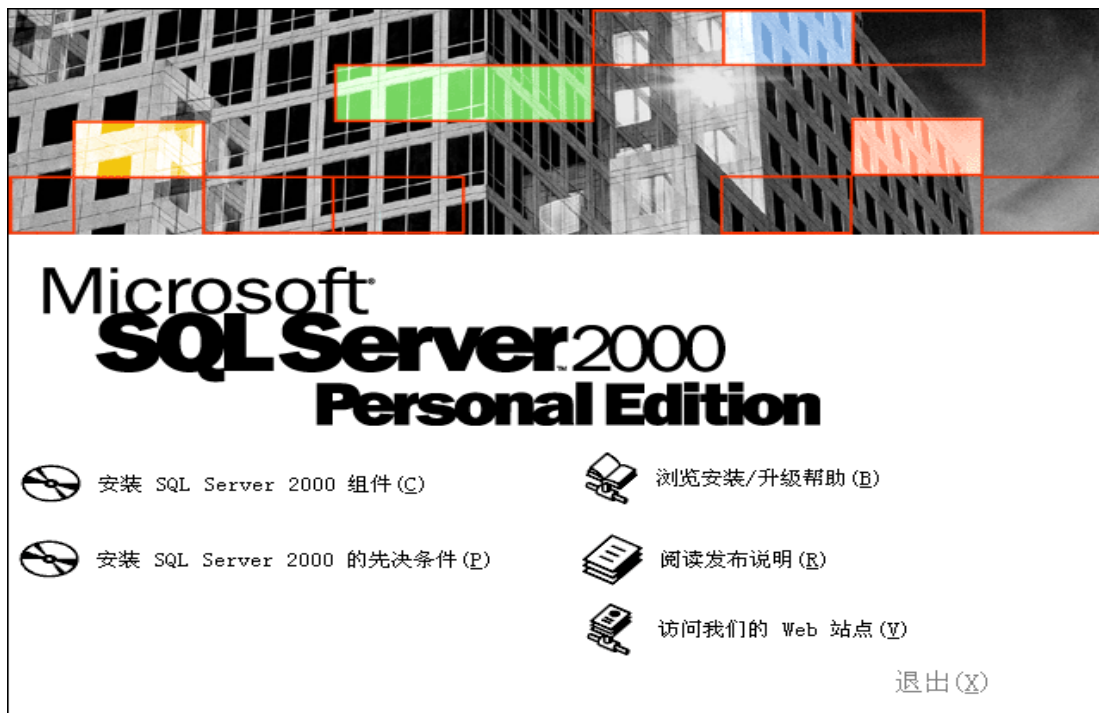 Microsoft®
SQL Server™ 2000
Personal Edition
安装 SQL Server 2000 组件(C)
浏览安装/升级帮助(B)
安装 SQL Server 2000 的先决条件(P)
阅读发布说明(R)
访问我们的 Web 站点(V)
退出(X)